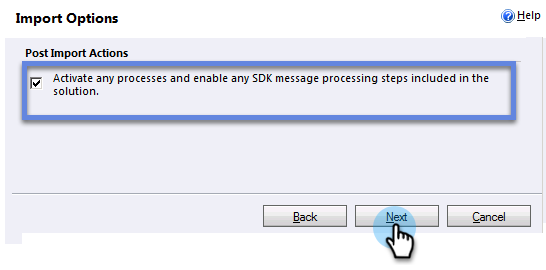 Import Options
Help
Post Import Actions
Activate any processes and enable any SDK message processing steps included in the
solution.
Back
Next
Cancel